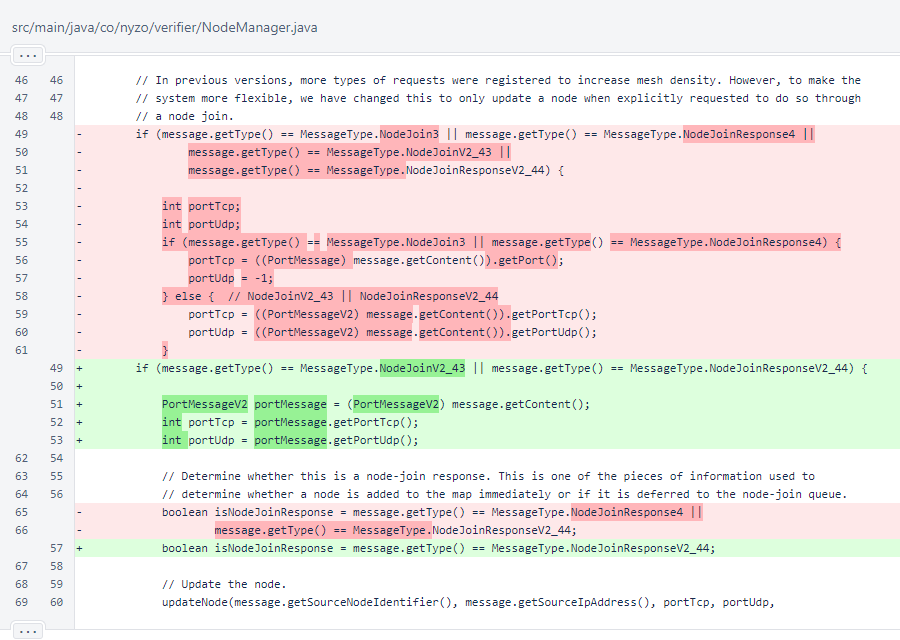 src/main/java/co/nyzo/verifier/NodeManager.java
...
46 46 // In previous versions, more types of requests were registered to increase mesh density. However, to make the
47 47 // system more flexible, we have changed this to only update a node when explicitly requested to do so through
48 48 // a node join.
49 - if (message.getType() == MessageType.NodeJoin3 || message.getType() == MessageType.NodeJoinResponse4 ||
50 - message.getType() == MessageType.NodeJoinV2_43 ||
51 - message.getType() == MessageType.NodeJoinResponseV2_44) {
52 -
53 - int portTcp;
54 - int portUdp;
55 - if (message.getType() == MessageType.NodeJoin3 || message.getType() == MessageType.NodeJoinResponse4) {
56 - portTcp = ((PortMessage) message.getContent()).getPort();
57 - portUdp = -1;
58 - } else { // NodeJoinV2_43 || NodeJoinResponseV2_44
59 - portTcp = ((PortMessageV2) message.getContent()).getPortTcp();
60 - portUdp = ((PortMessageV2) message.getContent()).getPortUdp();
61 - }
49 + if (message.getType() == MessageType.NodeJoinV2_43 || message.getType() == MessageType.NodeJoinResponseV2_44) {
50 +
51 + PortMessageV2 portMessage = (PortMessageV2) message.getContent();
52 + int portTcp = portMessage.getPortTcp();
53 + int portUdp = portMessage.getPortUdp();
62 54
63 55 // Determine whether this is a node-join response. This is one of the pieces of information used to
64 56 // determine whether a node is added to the map immediately or if it is deferred to the node-join queue.
65 - boolean isNodeJoinResponse = message.getType() == MessageType.NodeJoinResponse4 ||
66 - message.getType() == MessageType.NodeJoinResponseV2_44;
57 + boolean isNodeJoinResponse = message.getType() == MessageType.NodeJoinResponseV2_44;
67 58
68 59 // Update the node.
69 60 updateNode(message.getSourceNodeIdentifier(), message.getSourceIpAddress(), portTcp, portUdp,
...